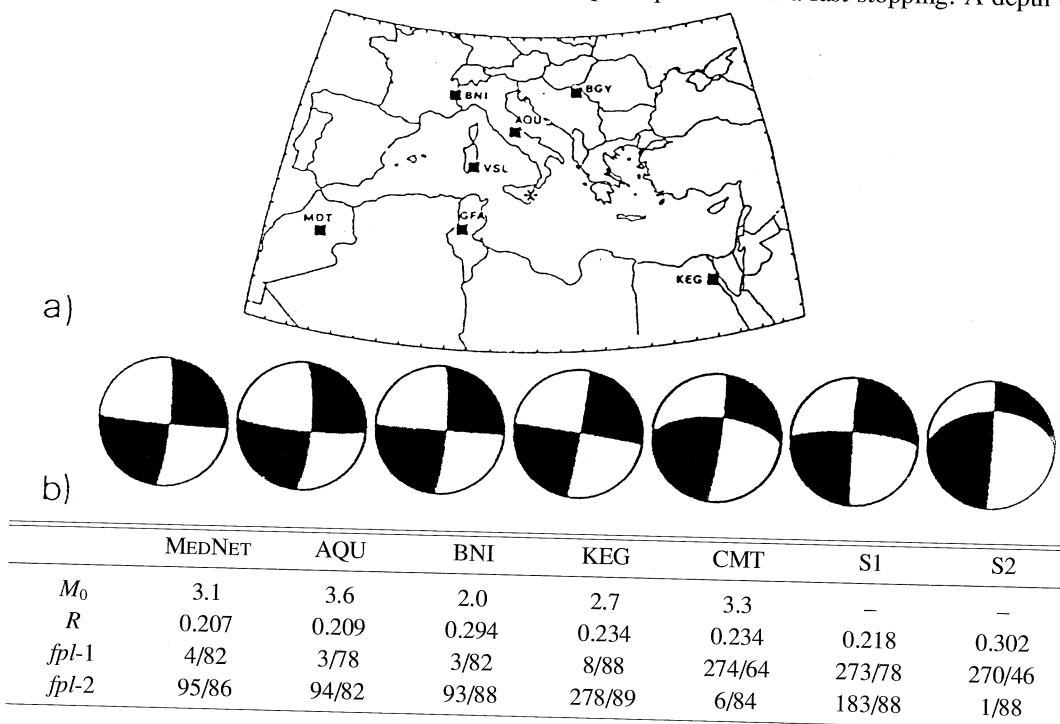 BNI
BGY
AQU
VSL
MDT
GFA
KEG
a)
b)
MEDNET AQU BNI KEG CMT S1 S2
M0 3.1 3.6 2.0 2.7 3.3 – –
R 0.207 0.209 0.294 0.234 0.234 0.218 0.302
fpl-1 4/82 3/78 3/82 8/88 274/64 273/78 270/46
fpl-2 95/86 94/82 93/88 278/89 6/84 183/88 1/88